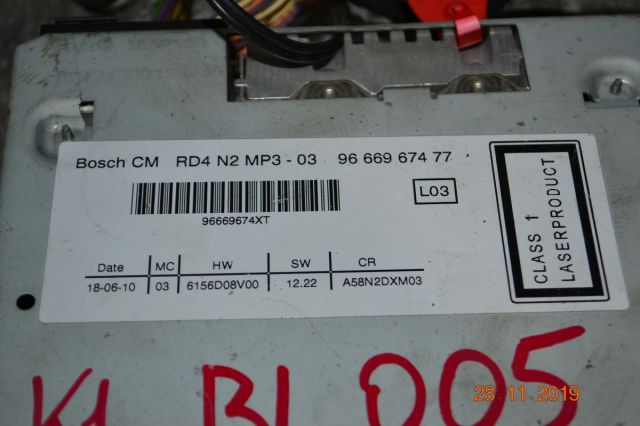 Bosch CM RD4 N2 MP3 - 03 96 669 674 77
L03
96669674XT
CLASS 1
LASERPRODUCT
Date MC HW SW CR
18-06-10 03 6156D08V00 12.22 A58N2DXM03
K1 BL 005
28.11.2019